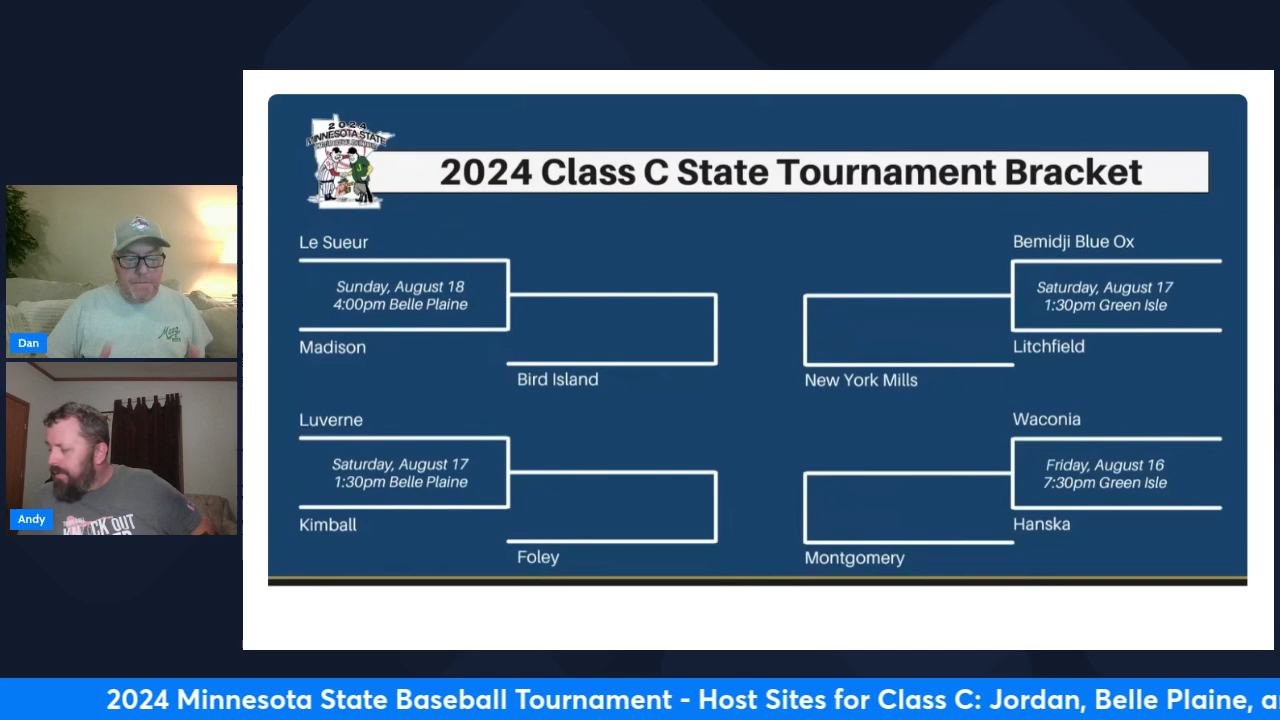 2024
MINNESOTA STATE
2024 Class C State Tournament Bracket
Le Sueur
Sunday, August 18
4:00pm Belle Plaine
Madison
Bird Island
Luverne
Saturday, August 17
1:30pm Belle Plaine
Kimball
Foley
Bemidji Blue Ox
Saturday, August 17
1:30pm Green Isle
Litchfield
New York Mills
Waconia
Friday, August 16
7:30pm Green Isle
Hanska
Montgomery
Dan
Andy
2024 Minnesota State Baseball Tournament - Host Sites for Class C: Jordan, Belle Plaine, a